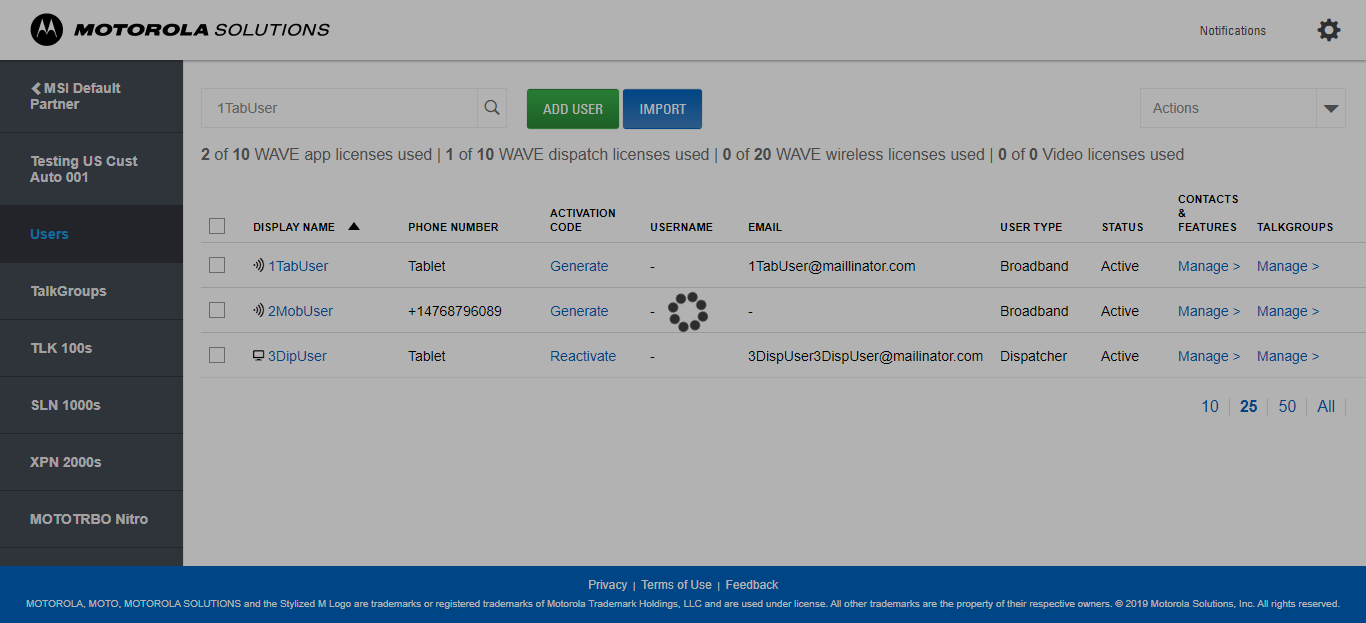 MOTOROLA SOLUTIONS
Notifications
MSI Default
Partner
Testing US Cust
Auto 001
Users
TalkGroups
TLK 100s
SLN 1000s
XPN 2000s
MOTOTRBO Nitro
1TabUser
ADD USER
IMPORT
Actions
2 of 10 WAVE app licenses used | 1 of 10 WAVE dispatch licenses used | 0 of 20 WAVE wireless licenses used | 0 of 0 Video licenses used
DISPLAY NAME PHONE NUMBER ACTIVATION CODE USERNAME EMAIL USER TYPE STATUS CONTACTS & FEATURES TALKGROUPS
1TabUser Tablet Generate - 1TabUser@maillinator.com Broadband Active Manage > Manage >
2MobUser +14768796089 Generate - - Broadband Active Manage > Manage >
3DipUser Tablet Reactivate - 3DispUser3DispUser@mailinator.com Dispatcher Active Manage > Manage >
10 25 50 All
Privacy | Terms of Use | Feedback
MOTOROLA, MOTO, MOTOROLA SOLUTIONS and the Stylized M Logo are trademarks or registered trademarks of Motorola Trademark Holdings, LLC and are used under license. All other trademarks are the property of their respective owners. © 2019 Motorola Solutions, Inc. All rights reserved.